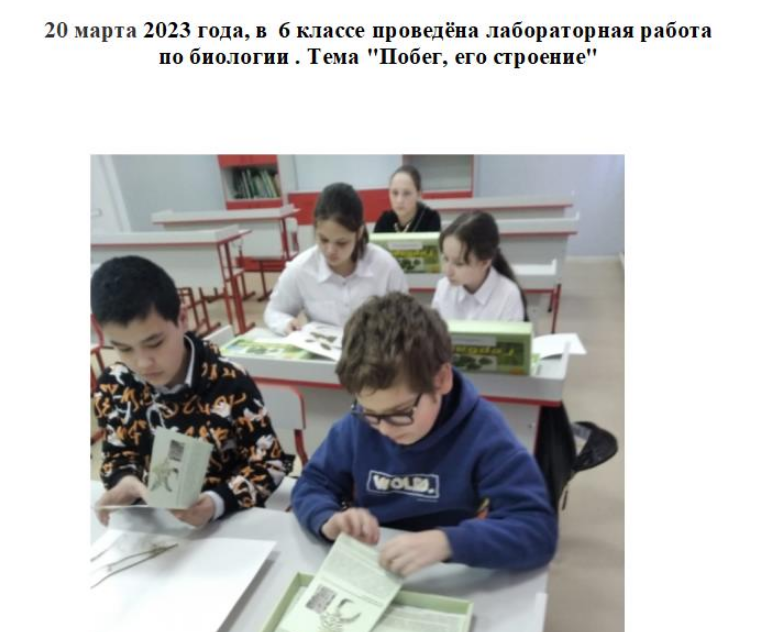 20 марта 2023 года, в  6 классе проведёна лабораторная работа
по биологии . Тема "Побег, его строение"
WOLD.